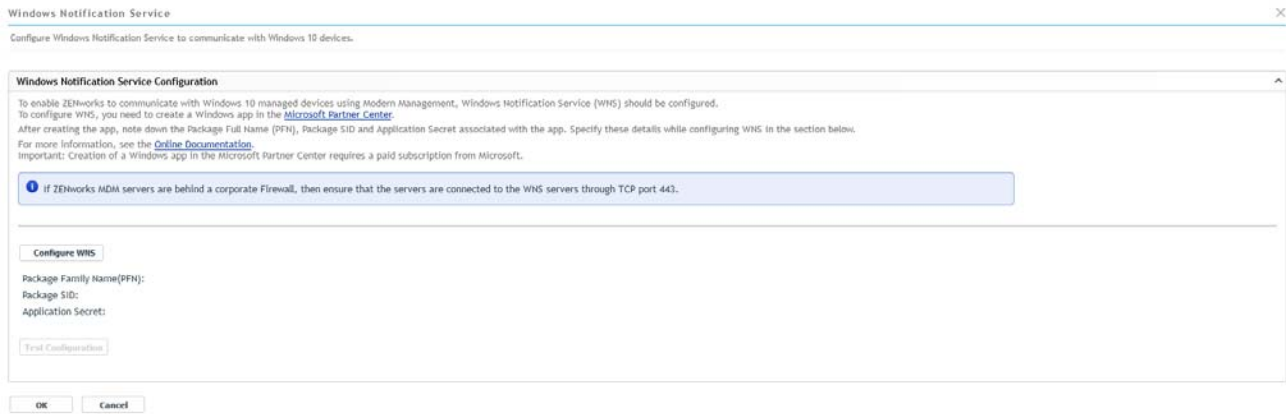 Windows Notification Service
Configure Windows Notification Service to communicate with Windows 10 devices.
Windows Notification Service Configuration
To enable ZENworks to communicate with Windows 10 managed devices using Modern Management, Windows Notification Service (WNS) should be configured.
To configure WNS, you need to create a Windows app in the Microsoft Partner Center.
After creating the app, note down the Package Full Name (PFN), Package SID and Application Secret associated with the app. Specify these details while configuring WNS in the section below.
For more information, see the Online Documentation.
Important: Creation of a Windows app in the Microsoft Partner Center requires a paid subscription from Microsoft.
If ZENworks MDM servers are behind a corporate Firewall, then ensure that the servers are connected to the WNS servers through TCP port 443.
Configure WNS
Package Family Name(PFN):
Package SID:
Application Secret:
Test Configuration
OK Cancel